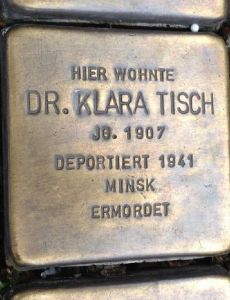 HIER WOHNTE
DR. KLARA TISCH
JG. 1907
DEPORTIERT 1941
MINSK
ERMORDET